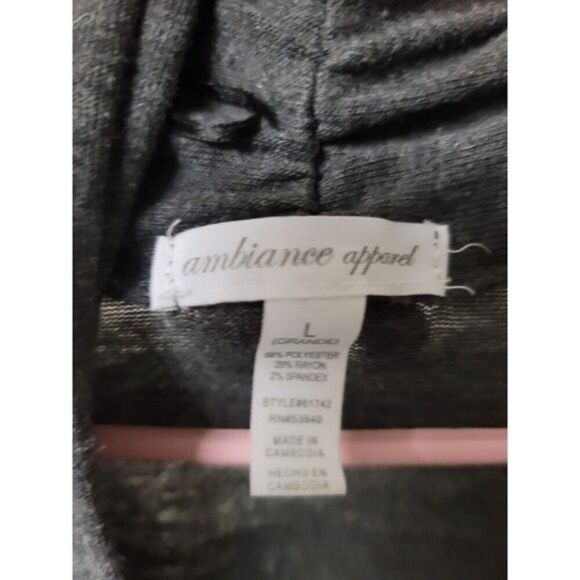 ambiance apparel
L
(GRANDE)
69% POLYESTER
29% RAYON
2% SPANDEX
STYLE#61742
RN#53840
MADE IN
CAMBODIA
HECHO EN
CAMBODIA